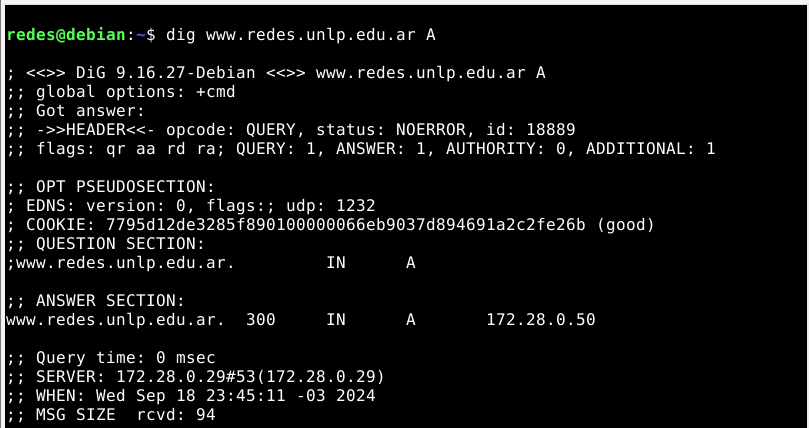 redes@debian:~$ dig www.redes.unlp.edu.ar A
; <<>> DiG 9.16.27-Debian <<>> www.redes.unlp.edu.ar A
;; global options: +cmd
;; Got answer:
;; ->>HEADER<<- opcode: QUERY, status: NOERROR, id: 18889
;; flags: qr aa rd ra; QUERY: 1, ANSWER: 1, AUTHORITY: 0, ADDITIONAL: 1
;; OPT PSEUDOSECTION:
; EDNS: version: 0, flags:; udp: 1232
; COOKIE: 7795d12de3285f890100000066eb9037d894691a2c2fe26b (good)
;; QUESTION SECTION:
;www.redes.unlp.edu.ar. IN A
;; ANSWER SECTION:
www.redes.unlp.edu.ar. 300 IN A 172.28.0.50
;; Query time: 0 msec
;; SERVER: 172.28.0.29#53(172.28.0.29)
;; WHEN: Wed Sep 18 23:45:11 -03 2024
;; MSG SIZE  rcvd: 94